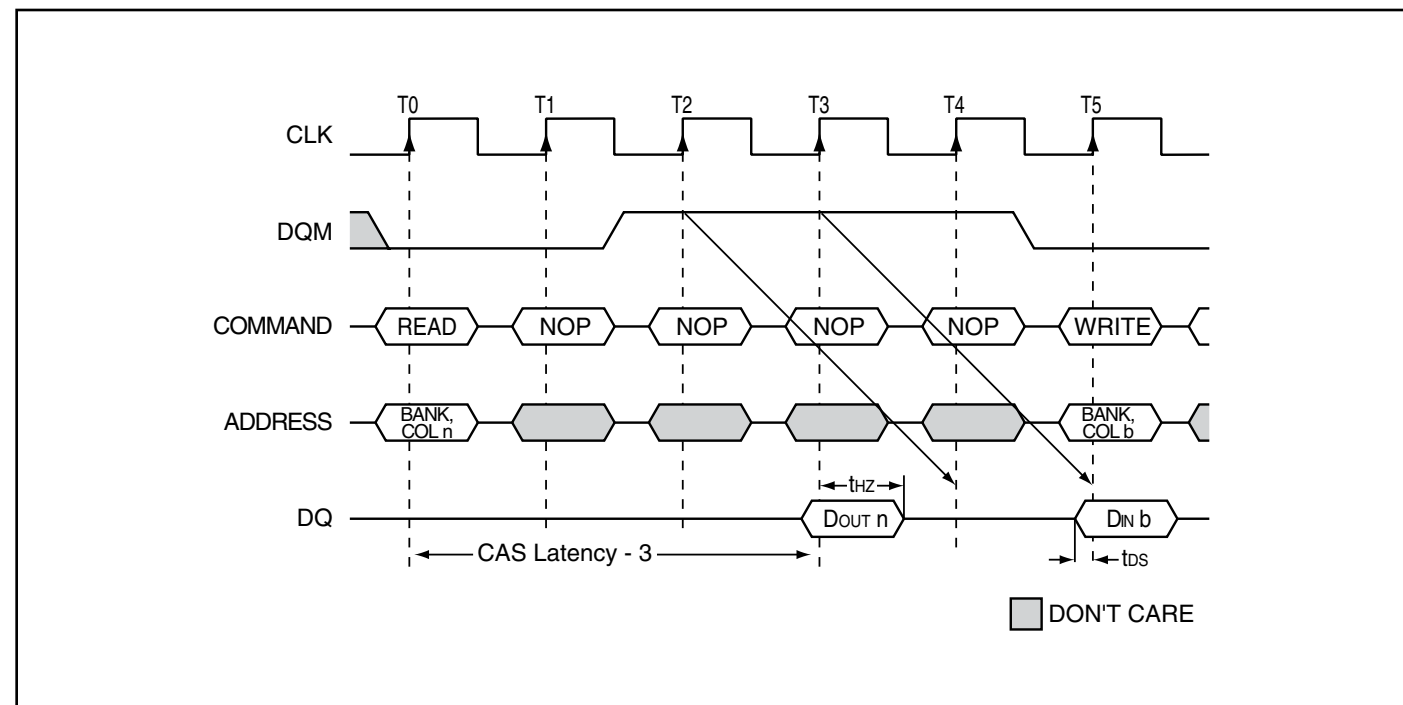 T0 T1 T2 T3 T4 T5
CLK
DQM
COMMAND READ NOP NOP NOP NOP WRITE
ADDRESS BANK, COL n BANK, COL b
tHZ
DQ DOUT n DIN b
CAS Latency - 3 tDS
DON'T CARE